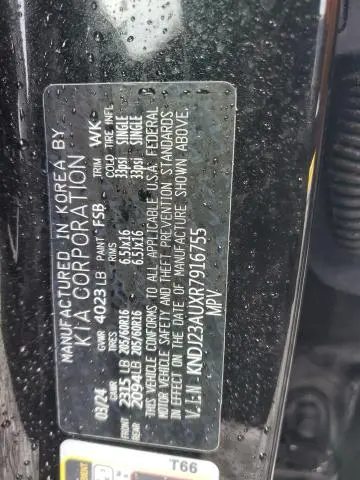 MANUFACTURED IN KOREA BY
KIA CORPORATION
03/24 GVWR 4023 LB PAINT FSB TRIM WK
GAWR TIRES RIMS COLD TIRE INFL
FRONT 2315 LB 205/60R16 6.5Jx16 33psi SINGLE
REAR 2094 LB 205/60R16 6.5Jx16 33psi SINGLE
THIS VEHICLE CONFORMS TO ALL APPLICABLE U.S.A. FEDERAL
MOTOR VEHICLE SAFETY BUMPER, AND THEFT PREVENTION STANDARDS
IN EFFECT ON THE DATE OF MANUFACTURE SHOWN ABOVE.
V.I.N - KNDJ23AUXR7916755
MPV
T66